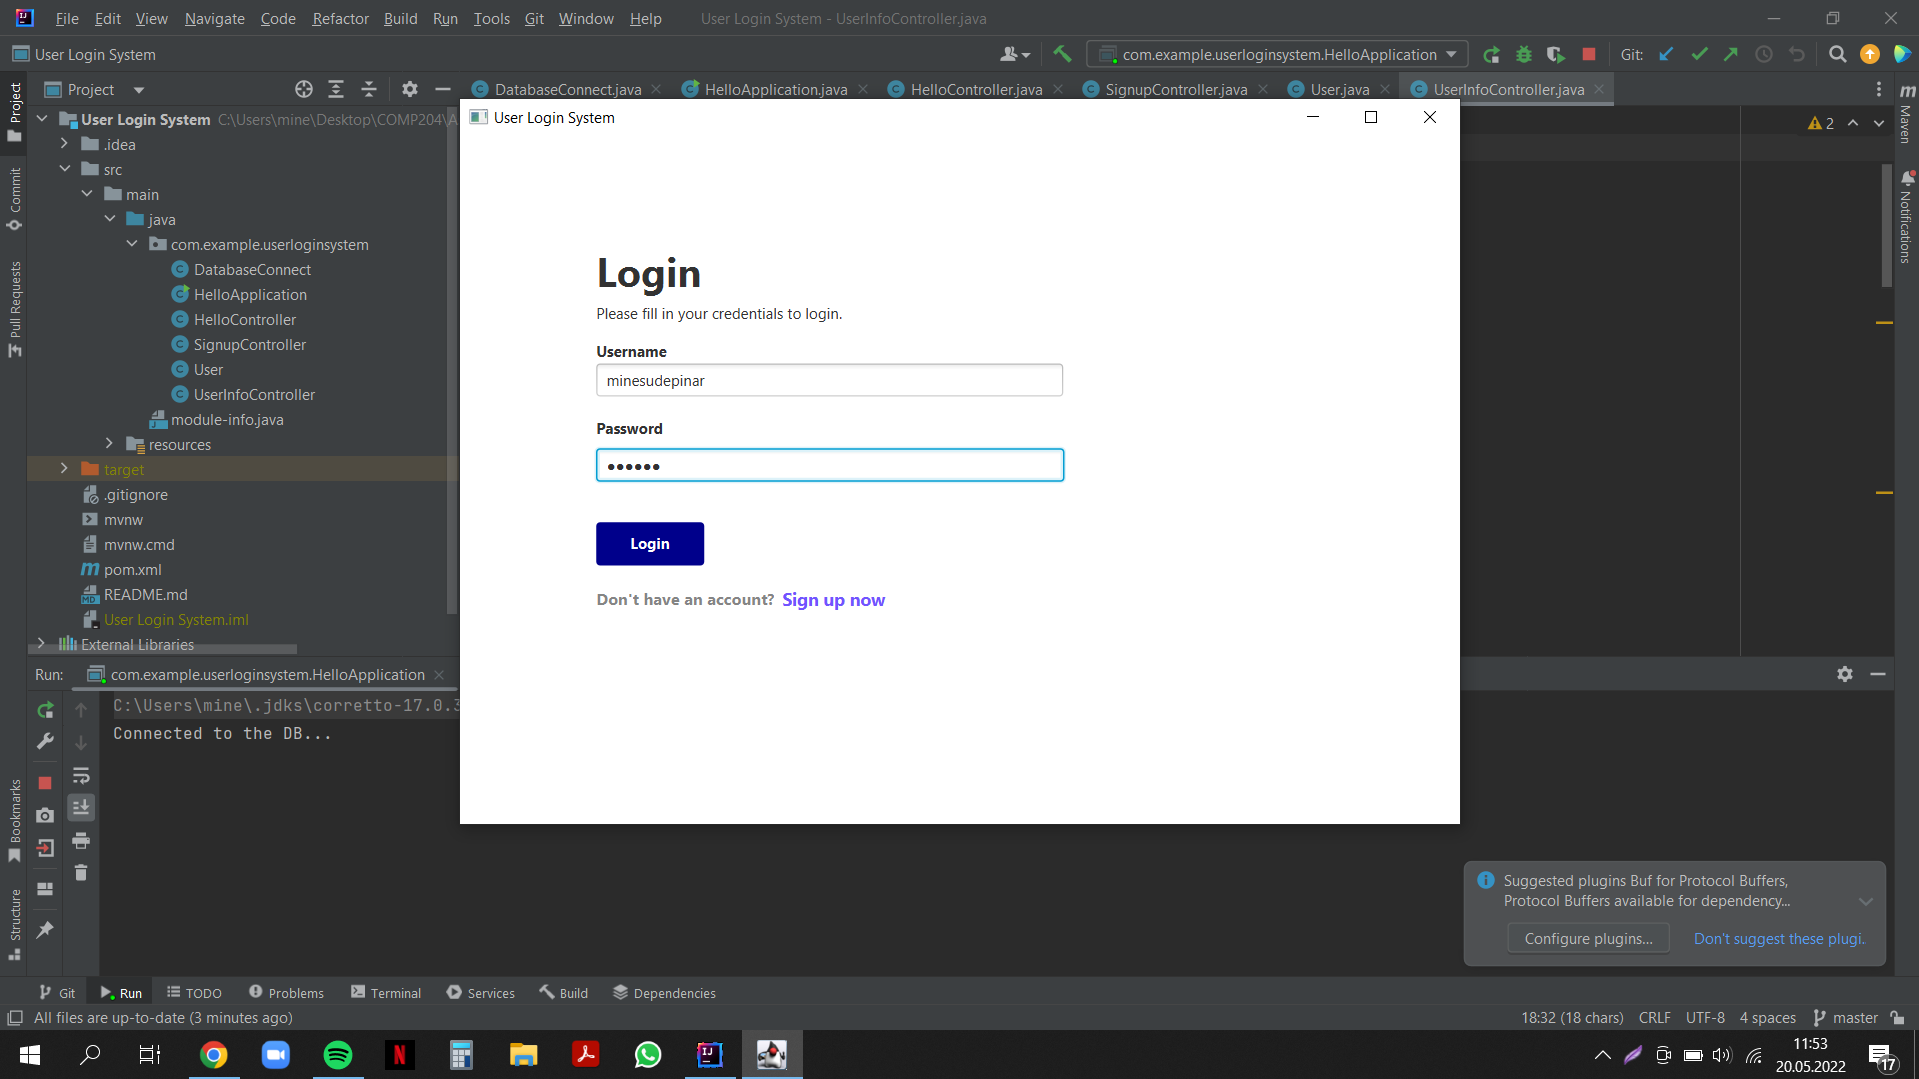 File Edit View Navigate Code Refactor Build Run Tools Git Window Help User Login System - UserInfoController.java
User Login System com.example.userloginsystem.HelloApplication Git:
Project DatabaseConnect.java HelloApplication.java HelloController.java SignupController.java User.java UserInfoController.java
Project
Commit
Pull Requests
Bookmarks
Structure
Maven
Notifications
User Login System C:\Users\mine\Desktop\COMP204\A
.idea
src
main
java
com.example.userloginsystem
DatabaseConnect
HelloApplication
HelloController
SignupController
User
UserInfoController
module-info.java
resources
target
.gitignore
mvnw
mvnw.cmd
pom.xml
README.md
User Login System.iml
External Libraries
2
User Login System
Login
Please fill in your credentials to login.
Username
minesudepinar
Password
••••••
Login
Don't have an account? Sign up now
Run: com.example.userloginsystem.HelloApplication
C:\Users\mine\.jdks\corretto-17.0.3
Connected to the DB...
Suggested plugins Buf for Protocol Buffers,
Protocol Buffers available for dependency...
Configure plugins... Don't suggest these plugi.
Git Run TODO Problems Terminal Services Build Dependencies
All files are up-to-date (3 minutes ago) 18:32 (18 chars) CRLF UTF-8 4 spaces master
11:53
20.05.2022
17